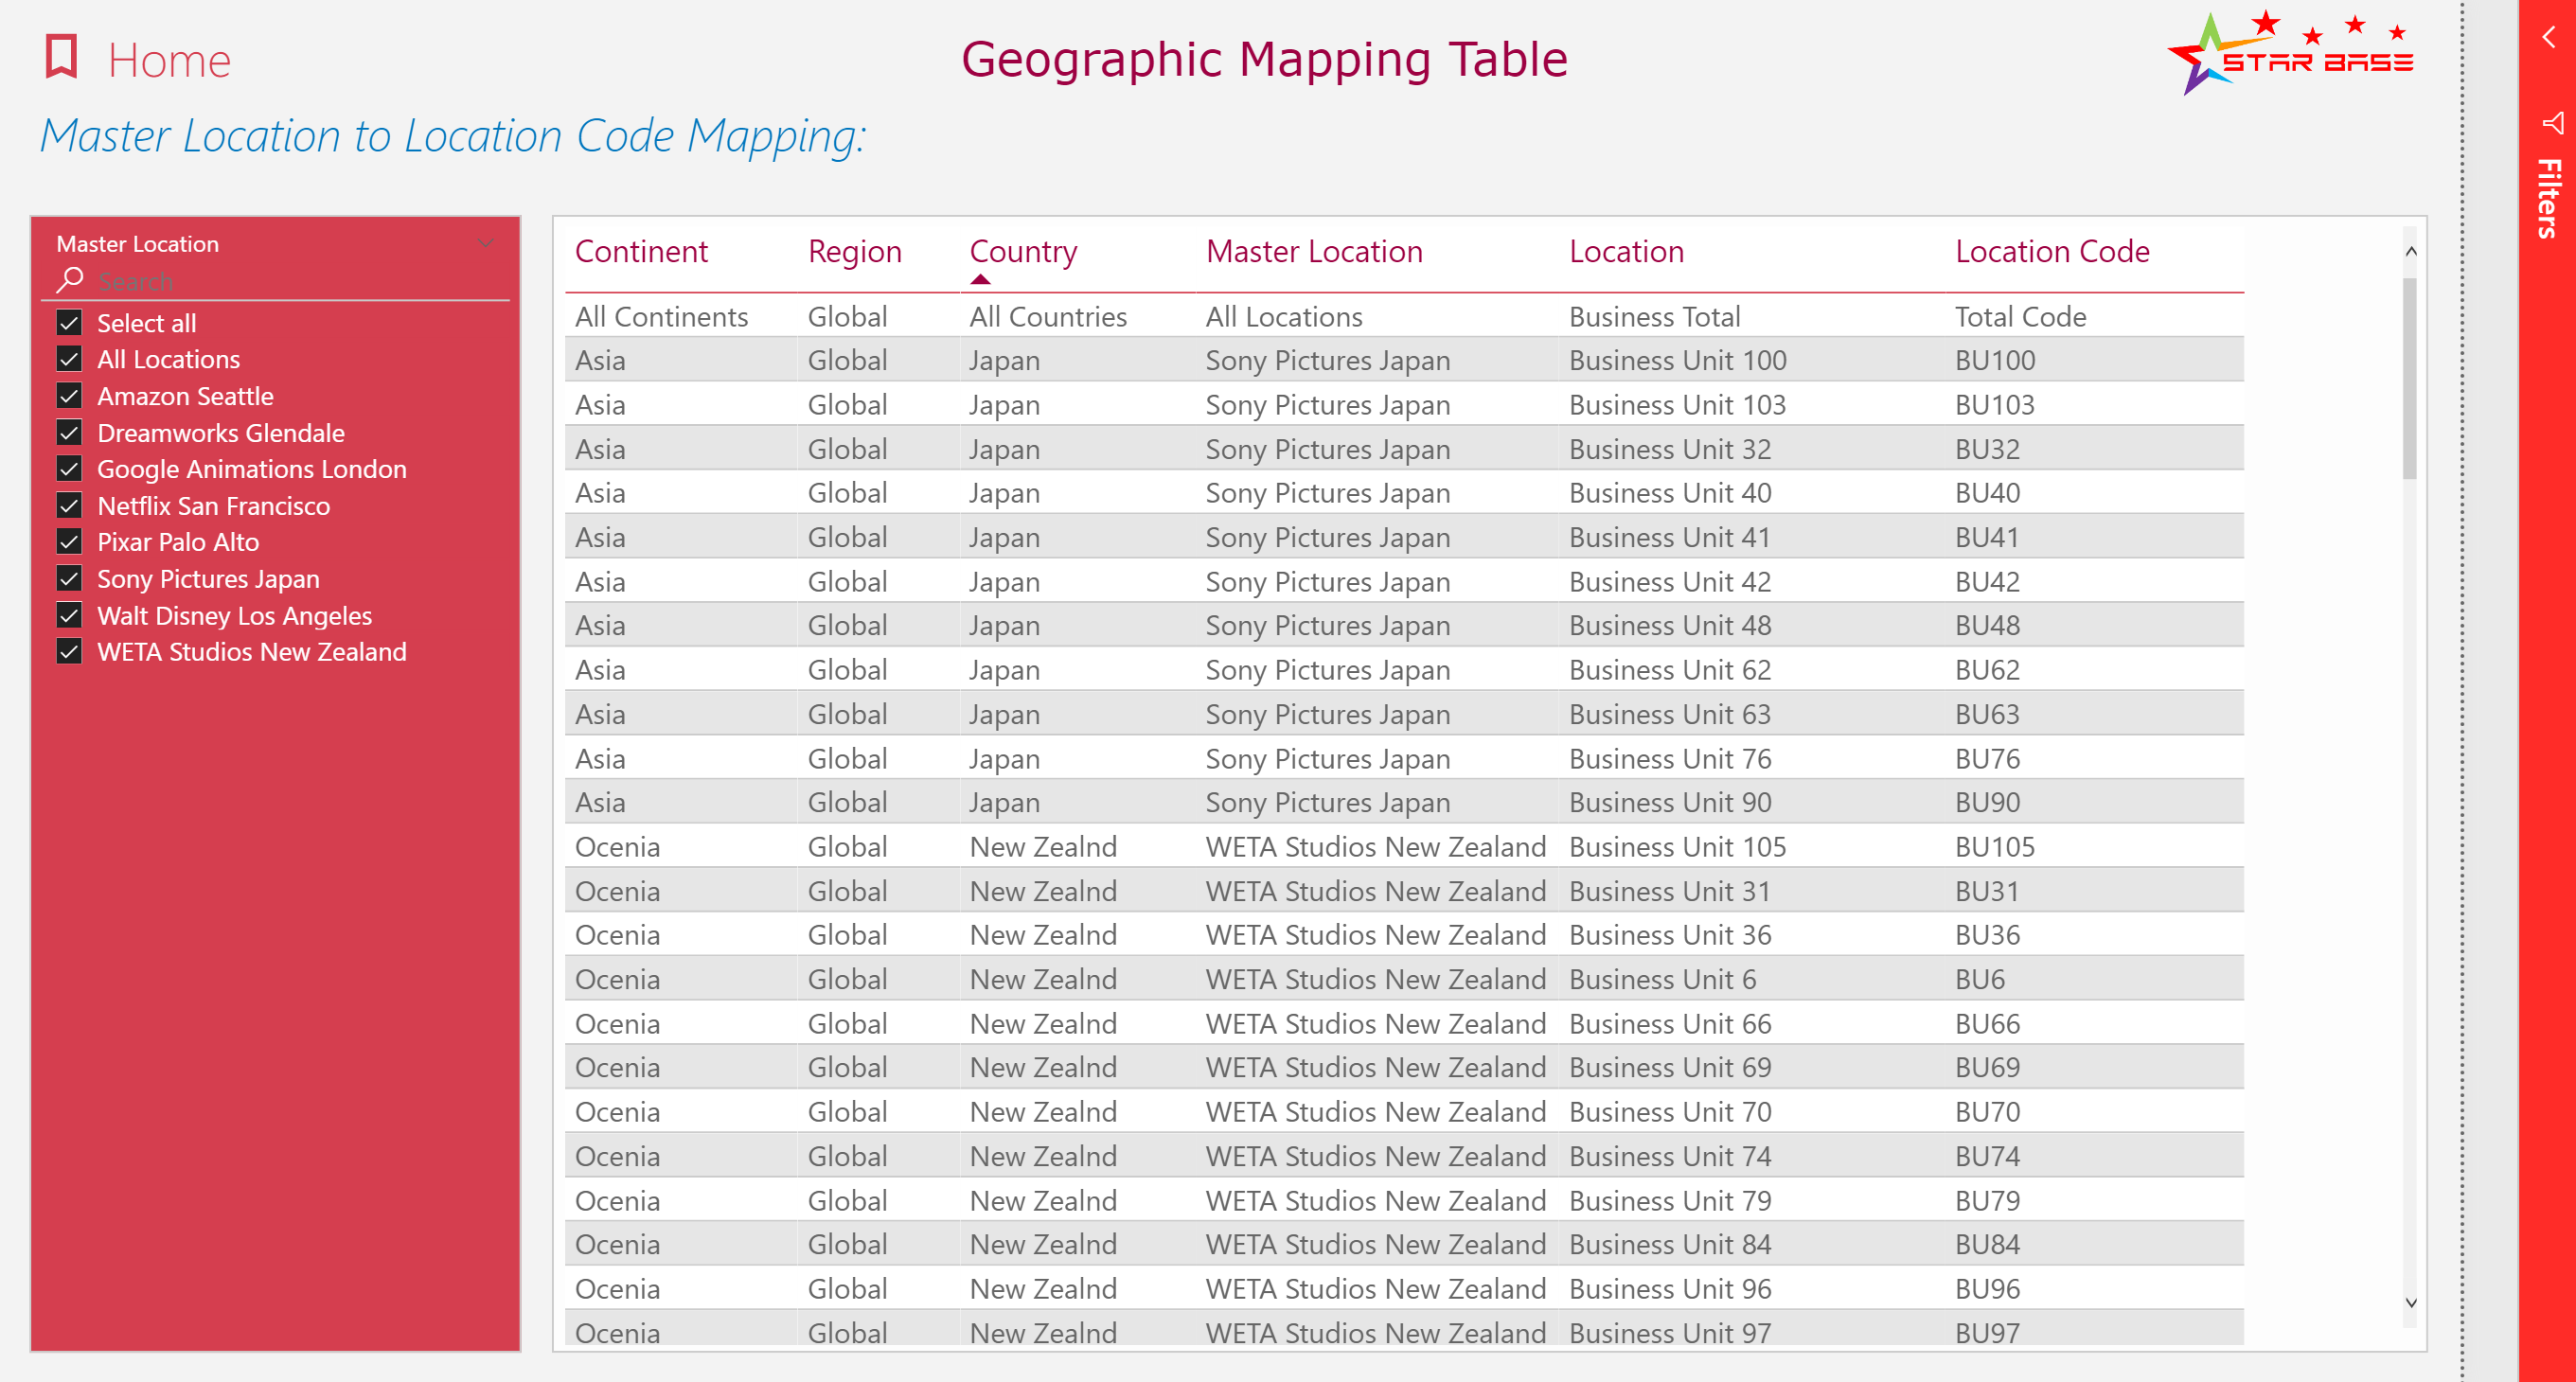 Home
Geographic Mapping Table
STAR BASE
Master Location to Location Code Mapping:
Filters
Master Location
Search
Select all
All Locations
Amazon Seattle
Dreamworks Glendale
Google Animations London
Netflix San Francisco
Pixar Palo Alto
Sony Pictures Japan
Walt Disney Los Angeles
WETA Studios New Zealand
Continent Region Country Master Location Location Location Code
All Continents Global All Countries All Locations Business Total Total Code
Asia Global Japan Sony Pictures Japan Business Unit 100 BU100
Asia Global Japan Sony Pictures Japan Business Unit 103 BU103
Asia Global Japan Sony Pictures Japan Business Unit 32 BU32
Asia Global Japan Sony Pictures Japan Business Unit 40 BU40
Asia Global Japan Sony Pictures Japan Business Unit 41 BU41
Asia Global Japan Sony Pictures Japan Business Unit 42 BU42
Asia Global Japan Sony Pictures Japan Business Unit 48 BU48
Asia Global Japan Sony Pictures Japan Business Unit 62 BU62
Asia Global Japan Sony Pictures Japan Business Unit 63 BU63
Asia Global Japan Sony Pictures Japan Business Unit 76 BU76
Asia Global Japan Sony Pictures Japan Business Unit 90 BU90
Ocenia Global New Zealnd WETA Studios New Zealand Business Unit 105 BU105
Ocenia Global New Zealnd WETA Studios New Zealand Business Unit 31 BU31
Ocenia Global New Zealnd WETA Studios New Zealand Business Unit 36 BU36
Ocenia Global New Zealnd WETA Studios New Zealand Business Unit 6 BU6
Ocenia Global New Zealnd WETA Studios New Zealand Business Unit 66 BU66
Ocenia Global New Zealnd WETA Studios New Zealand Business Unit 69 BU69
Ocenia Global New Zealnd WETA Studios New Zealand Business Unit 70 BU70
Ocenia Global New Zealnd WETA Studios New Zealand Business Unit 74 BU74
Ocenia Global New Zealnd WETA Studios New Zealand Business Unit 79 BU79
Ocenia Global New Zealnd WETA Studios New Zealand Business Unit 84 BU84
Ocenia Global New Zealnd WETA Studios New Zealand Business Unit 96 BU96
Ocenia Global New Zealnd WETA Studios New Zealand Business Unit 97 BU97